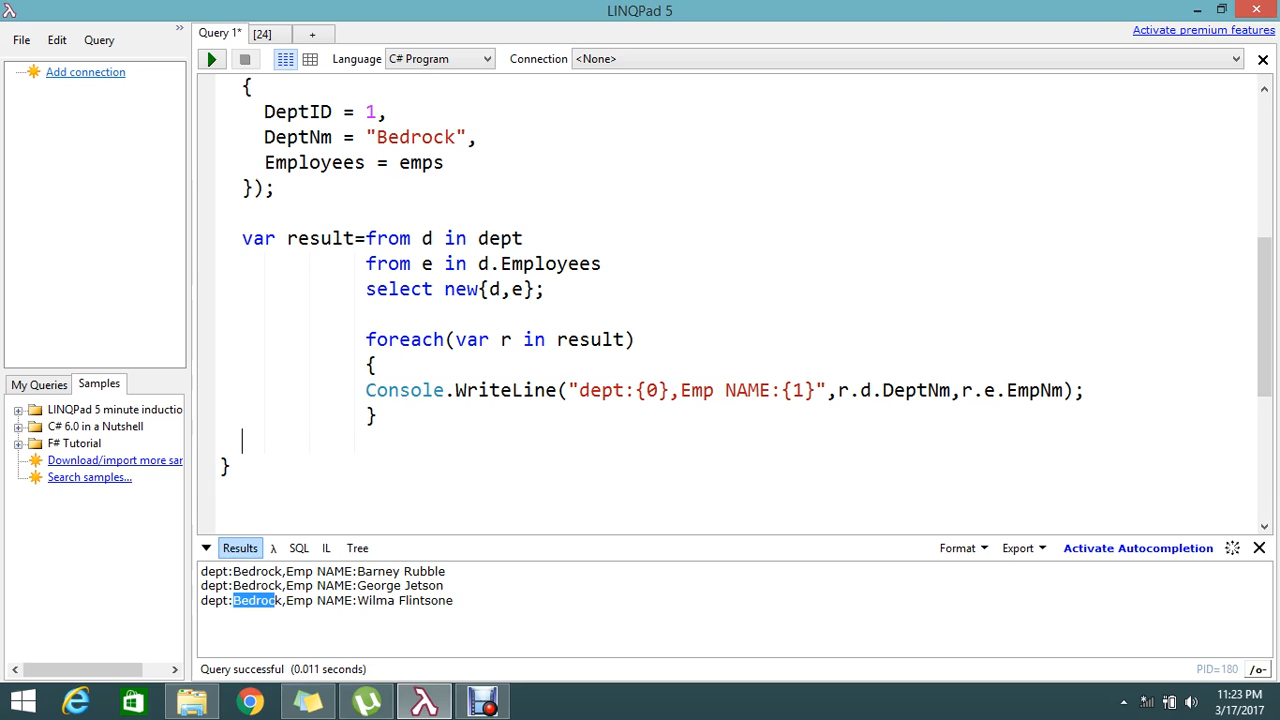 LINQPad 5
File Edit Query
»
Add connection
My Queries Samples
LINQPad 5 minute inductio
C# 6.0 in a Nutshell
F# Tutorial
Download/import more sar
Search samples...
Query 1* [24] +
Activate premium features
Language C# Program Connection <None>
{
DeptID = 1,
DeptNm = "Bedrock",
Employees = emps
});
var result=from d in dept
from e in d.Employees
select new{d,e};
foreach(var r in result)
{
Console.WriteLine("dept:{0},Emp NAME:{1}",r.d.DeptNm,r.e.EmpNm);
}
}
Results λ SQL IL Tree Format Export Activate Autocompletion
dept:Bedrock,Emp NAME:Barney Rubble
dept:Bedrock,Emp NAME:George Jetson
dept:Bedrock,Emp NAME:Wilma Flintsone
Query successful (0.011 seconds) PID=180 /o-
11:23 PM
3/17/2017